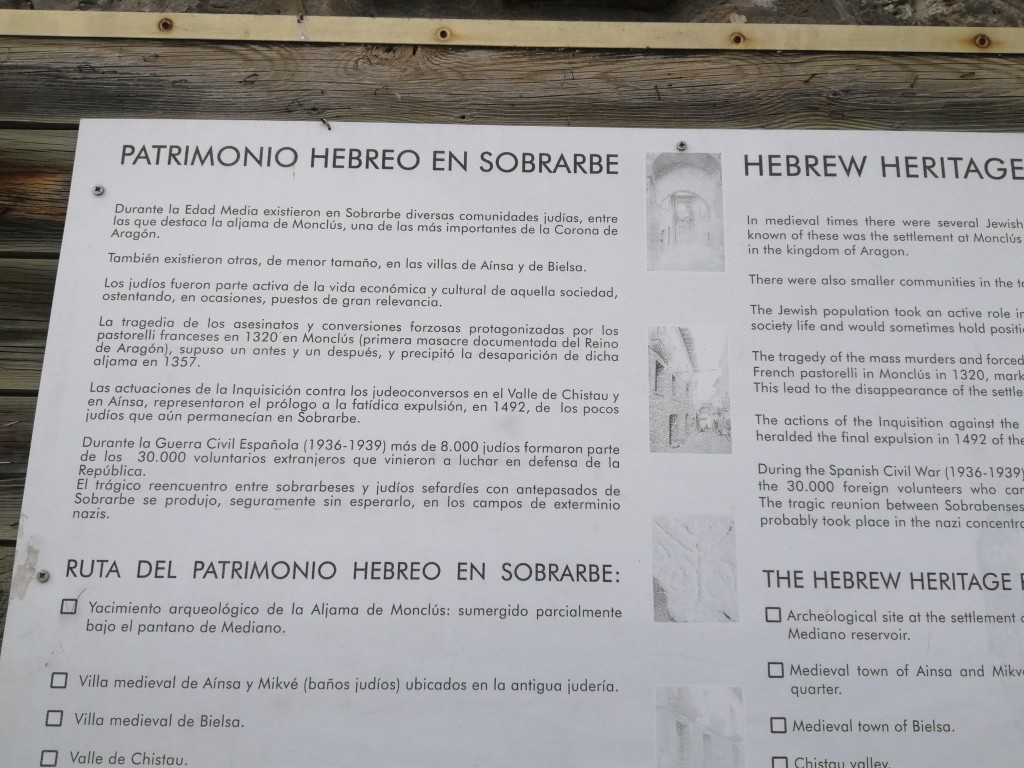 PATRIMONIO HEBREO EN SOBRARBE
Durante la Edad Media existieron en Sobrarbe diversas comunidades judías, entre
las que destaca la aljama de Monclús, una de las más importantes de la Corona de
Aragón.
También existieron otras, de menor tamaño, en las villas de Aínsa y de Bielsa.
Los judíos fueron parte activa de la vida económica y cultural de aquella sociedad,
ostentando, en ocasiones, puestos de gran relevancia.
La tragedia de los asesinatos y conversiones forzosas protagonizadas por los
pastorelli franceses en 1320 en Monclús (primera masacre documentada del Reino
de Aragón), supuso un antes y un después, y precipitó la desaparición de dicha
aljama en 1357.
Las actuaciones de la Inquisición contra los judeoconversos en el Valle de Chistau y
en Aínsa, representaron el prólogo a la fatídica expulsión, en 1492, de los pocos
judíos que aún permanecían en Sobrarbe.
Durante la Guerra Civil Española (1936-1939) más de 8.000 judíos formaron parte
de los 30.000 voluntarios extranjeros que vinieron a luchar en defensa de la
República.
El trágico reencuentro entre sobrarbeses y judíos sefardíes con antepasados de
Sobrarbe se produjo, seguramente sin esperarlo, en los campos de exterminio
nazis.
RUTA DEL PATRIMONIO HEBREO EN SOBRARBE:
Yacimiento arqueológico de la Aljama de Monclús: sumergido parcialmente
bajo el pantano de Mediano.
Villa medieval de Aínsa y Mikvé (baños judíos) ubicados en la antigua judería.
Villa medieval de Bielsa.
Valle de Chistau.
HEBREW HERITAGE
In medieval times there were several Jewish
known of these was the settlement at Monclús
in the kingdom of Aragon.
There were also smaller communities in the
The Jewish population took an active role in
society life and would sometimes hold
The tragedy of the mass murders and forced
French pastorelli in Monclús in 1320,
This lead to the disappearance of the
The actions of the Inquisition against the
heralded the final expulsion in 1492 of the
During the Spanish Civil War (1936-1939)
the 30.000 foreign volunteers who
The tragic reunion between Sobrabenses
probably took place in the nazi
THE HEBREW HERITAGE
Archeological site at the settlement
Mediano reservoir.
Medieval town of Ainsa and
quarter.
Medieval town of Bielsa.
Chistau valley.